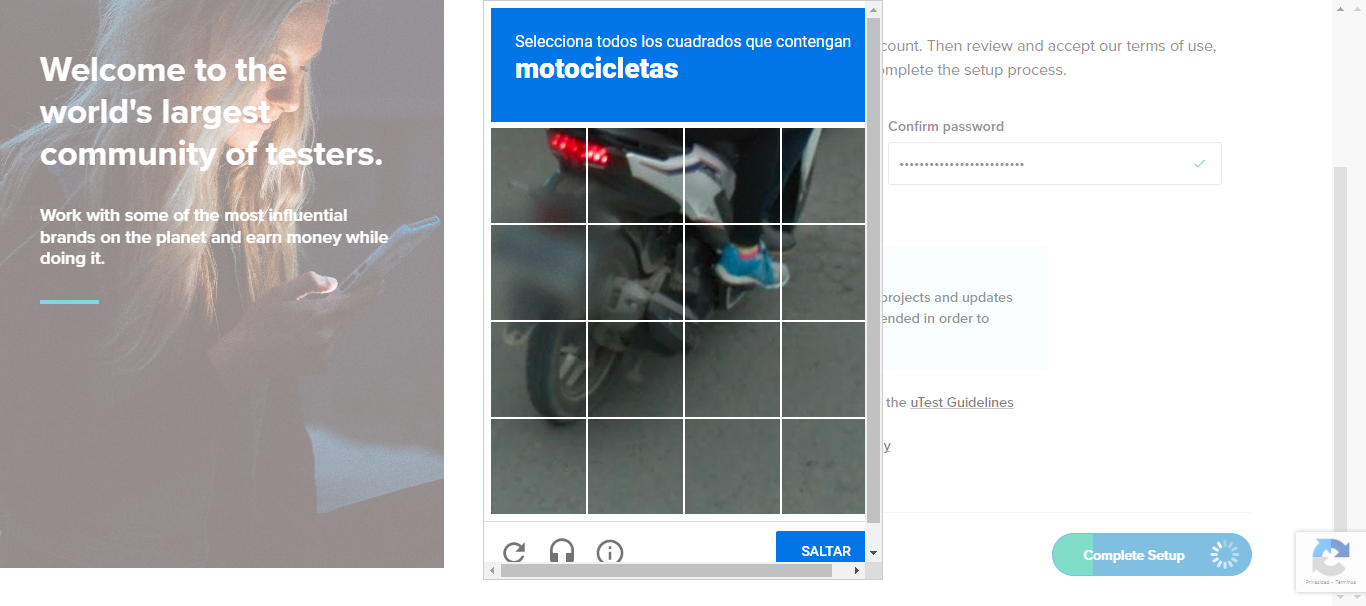 Welcome to the
world's largest
community of testers.
Work with some of the most influential
brands on the planet and earn money while
doing it.
Selecciona todos los cuadrados que contengan
motocicletas
SALTAR
count. Then review and accept our terms of use,
omplete the setup process.
Confirm password
projects and updates
ended in order to
the uTest Guidelines
y
Complete Setup
Privacidad - Términos